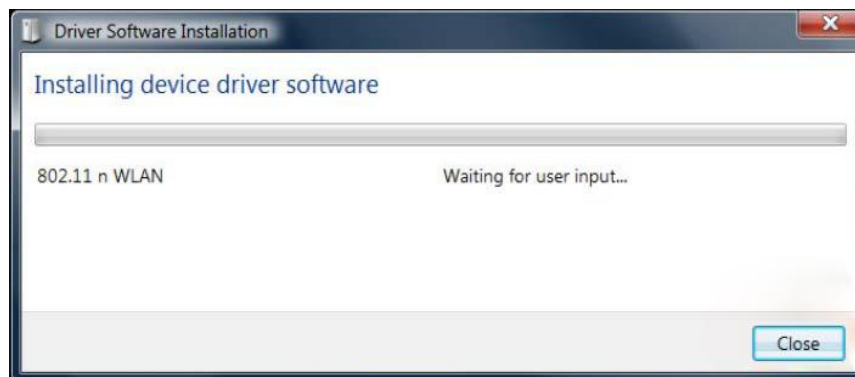 Driver Software Installation
Installing device driver software
802.11 n WLAN Waiting for user input...
Close